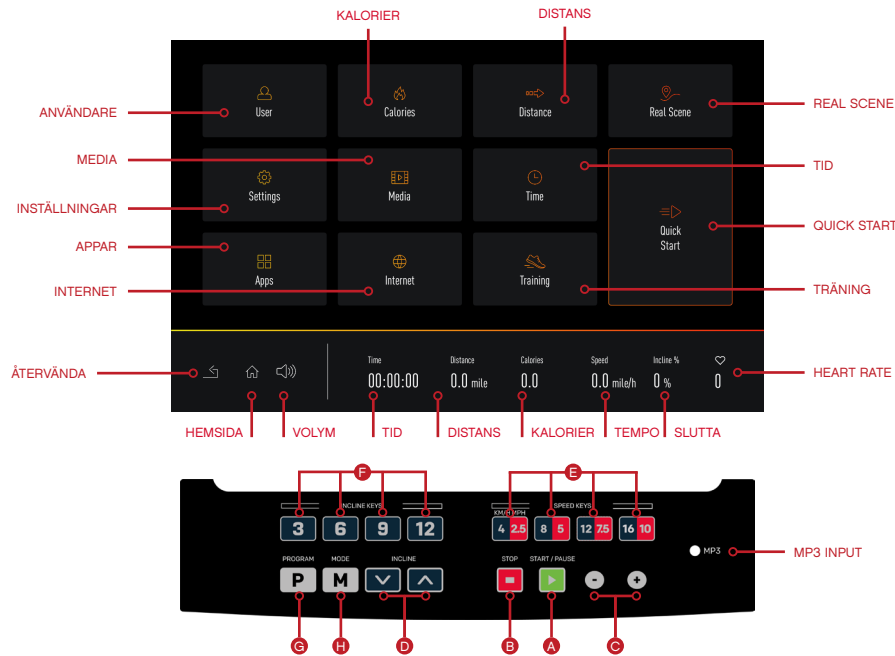 KALORIER
DISTANS
ANVÄNDARE
User
Calories
Distance
Real Scene
REAL SCENE
MEDIA
TID
INSTÄLLNINGAR
Settings
Media
Time
Quick
Start
QUICK START
APPAR
INTERNET
Apps
Internet
Training
TRÄNING
ÅTERVÄNDA
Time
Distance
Calories
Speed
Incline %
00:00:00
0.0 mile
0.0
0.0 mile/h
0 %
0
HEART RATE
HEMSIDA
VOLYM
TID
DISTANS
KALORIER
TEMPO
SLUTTA
F
E
INCLINE KEYS
SPEED KEYS
KM/H MPH
3
6
9
12
4 2.5
8 5
12 7.5
16 10
MP3
MP3 INPUT
PROGRAM
MODE
INCLINE
STOP
START / PAUSE
P
M
-
+
G
H
D
B
A
C